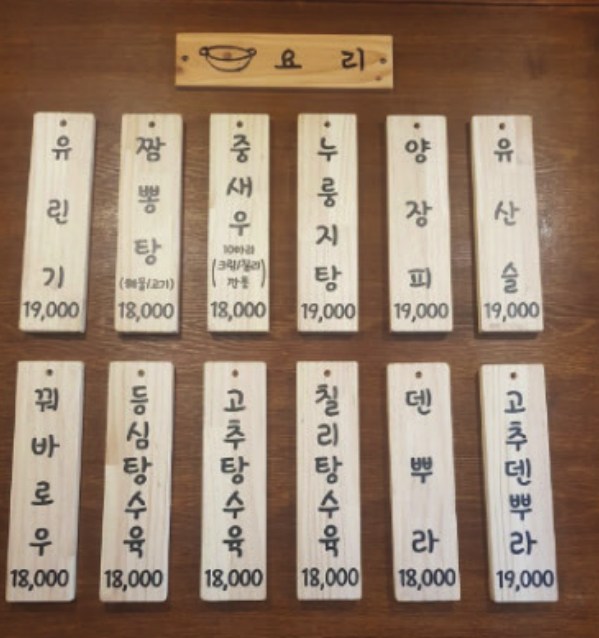 요 리
유린기
19,000
짬뽕탕
(해물/고기)
18,000
중새우
10마리
(크림/칠리/
깐풍)
18,000
누룽지탕
19,000
양장피
19,000
유산슬
19,000
꿔바로우
18,000
등심탕수육
18,000
고추탕수육
18,000
칠리탕수육
18,000
덴뿌라
18,000
고추덴뿌라
19,000